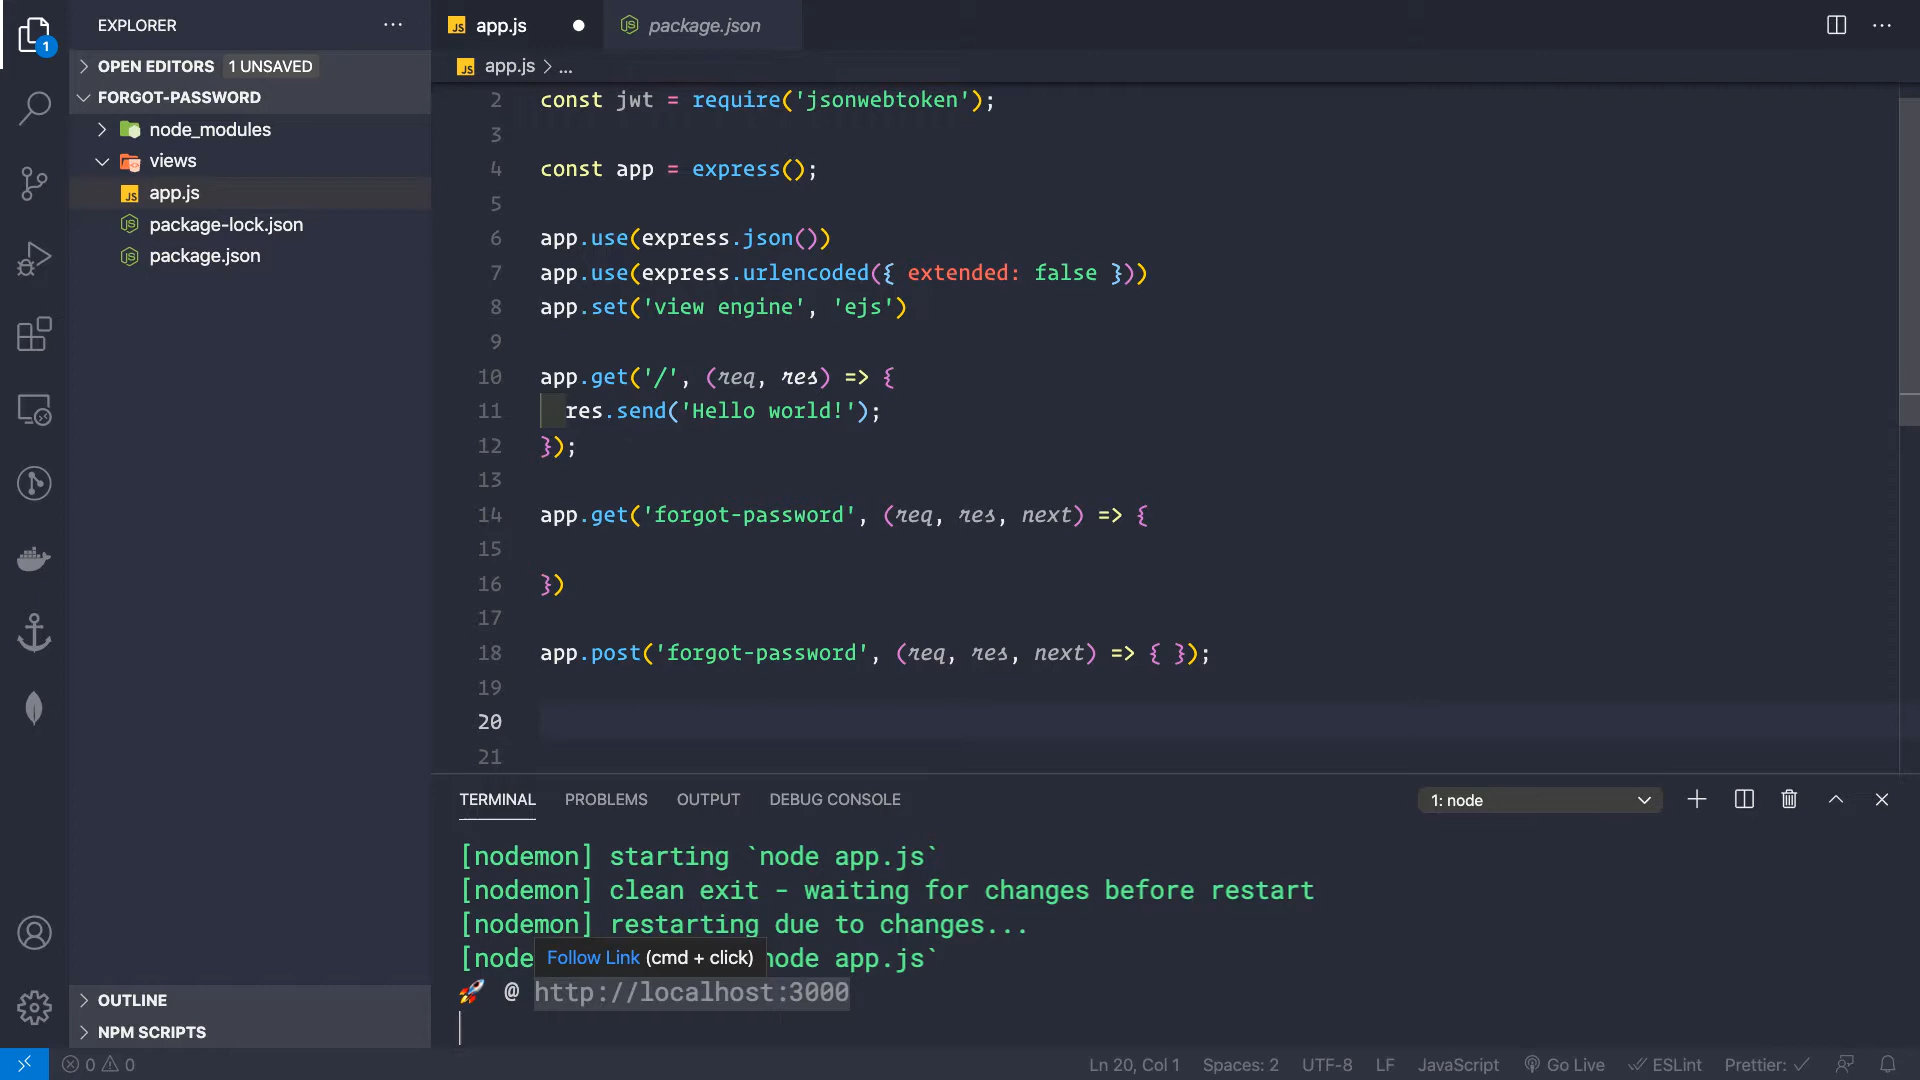 EXPLORER
1
OPEN EDITORS 1 UNSAVED
FORGOT-PASSWORD
node_modules
views
JS app.js
package-lock.json
package.json
OUTLINE
NPM SCRIPTS
JS app.js
package.json
JS app.js > ...
2 const jwt = require('jsonwebtoken');
3
4 const app = express();
5
6 app.use(express.json())
7 app.use(express.urlencoded({ extended: false }))
8 app.set('view engine', 'ejs')
9
10 app.get('/', (req, res) => {
11 res.send('Hello world!');
12 });
13
14 app.get('forgot-password', (req, res, next) => {
15
16 })
17
18 app.post('forgot-password', (req, res, next) => { });
19
20
21
TERMINAL PROBLEMS OUTPUT DEBUG CONSOLE 1: node
[nodemon] starting `node app.js`
[nodemon] clean exit - waiting for changes before restart
[nodemon] restarting due to changes...
[node Follow Link (cmd + click) node app.js`
🚀 @ http://localhost:3000
0 0 Ln 20, Col 1 Spaces: 2 UTF-8 LF JavaScript Go Live ESLint Prettier: ✓